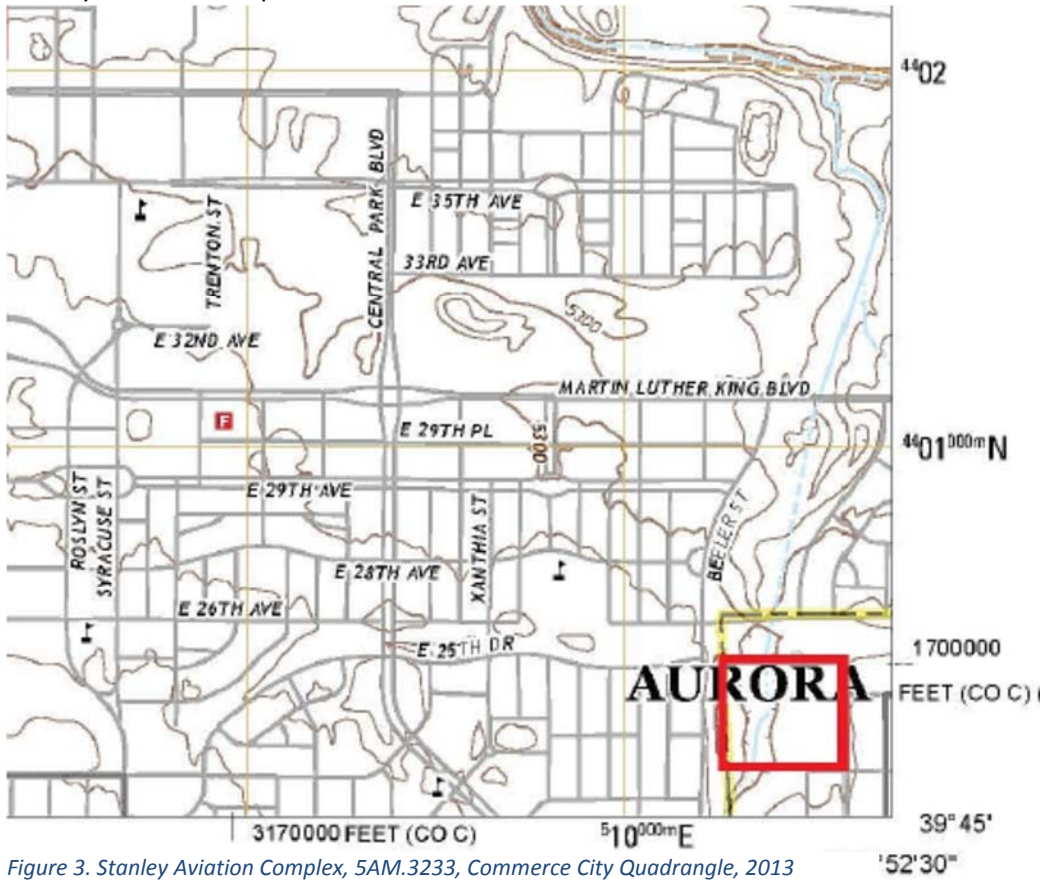 4402
CENTRAL PARK BLVD
E 35TH AVE
TRENTON ST
33RD AVE
5300
E 32ND AVE
MARTIN LUTHER KING BLVD
F
E 29TH PL
5300
4401000m N
E 29TH AVE
ROSLYN ST
SYRACUSE ST
XANTHIA ST
BEELER ST
E 28TH AVE
E 26TH AVE
E 25TH DR
1700000
AURORA
FEET (CO C) (
3170000 FEET (CO C)
510000m E
39° 45'
'52'30"
Figure 3. Stanley Aviation Complex, 5AM.3233, Commerce City Quadrangle, 2013